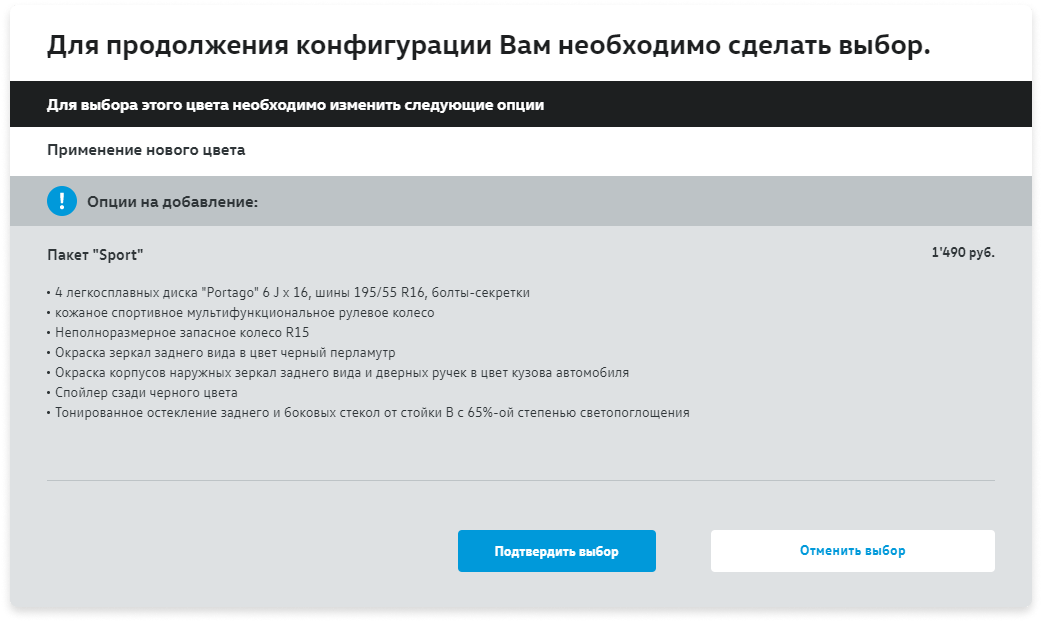 Для продолжения конфигурации Вам необходимо сделать выбор.
Для выбора этого цвета необходимо изменить следующие опции
Применение нового цвета
! Опции на добавление:
Пакет "Sport" 1'490 руб.
• 4 легкосплавных диска "Portago" 6 J x 16, шины 195/55 R16, болты-секретки
• кожаное спортивное мультифункциональное рулевое колесо
• Неполноразмерное запасное колесо R15
• Окраска зеркал заднего вида в цвет черный перламутр
• Окраска корпусов наружных зеркал заднего вида и дверных ручек в цвет кузова автомобиля
• Спойлер сзади черного цвета
• Тонированное остекление заднего и боковых стекол от стойки В с 65%-ой степенью светопоглощения
Подтвердить выбор Отменить выбор